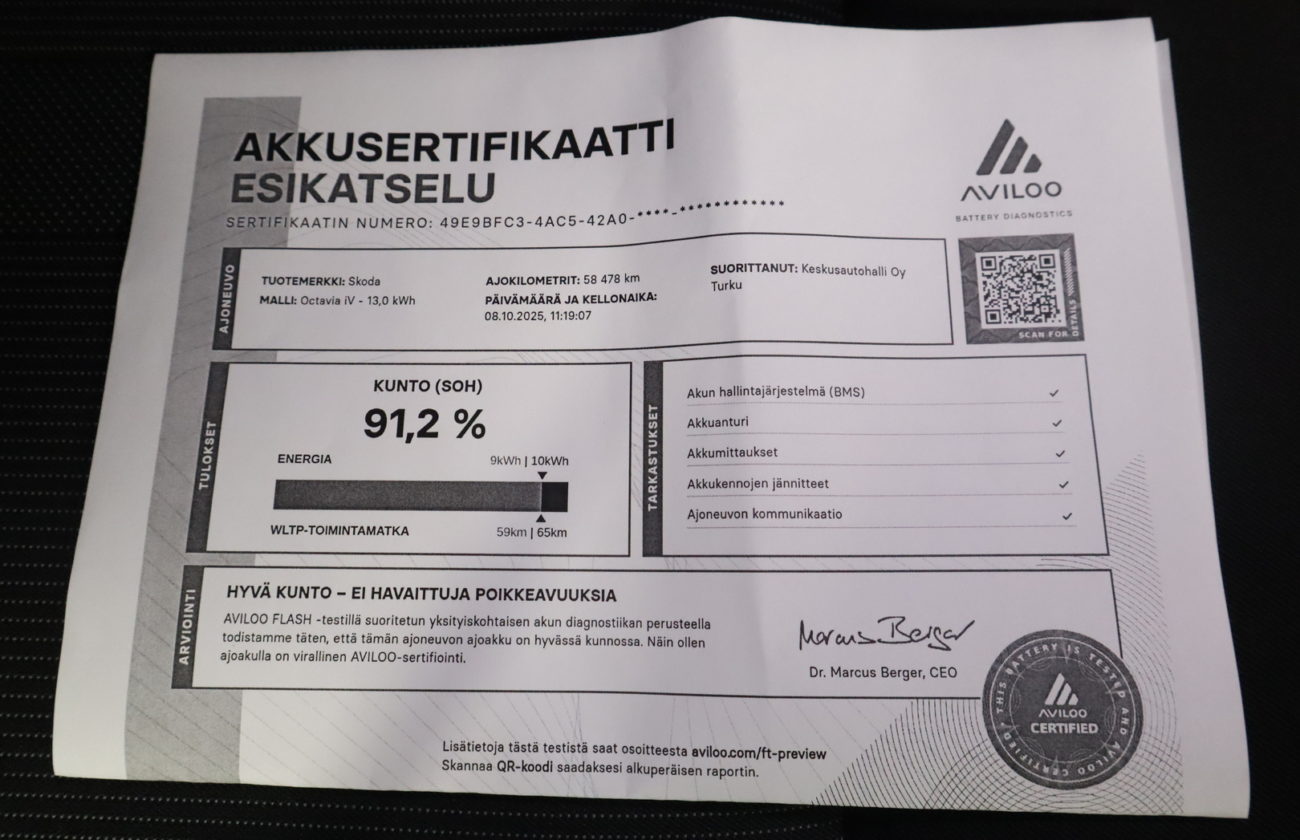 AKKUSERTIFIKAATTI
ESIKATSELU
SERTIFIKAATIN NUMERO: 49E9BFC3-4AC5-42A0-****-************
AVILOO
BATTERY DIAGNOSTICS
AJONEUVO
TUOTEMERKKI: Skoda
MALLI: Octavia iV - 13,0 kWh
AJOKILOMETRIT: 58 478 km
PÄIVÄMÄÄRÄ JA KELLONAIKA:
08.10.2025, 11:19:07
SUORITTANUT: Keskusautohalli Oy
Turku
SCAN FOR DETAILS
TULOKSET
KUNTO (SOH)
91,2 %
ENERGIA
9kWh | 10kWh
WLTP-TOIMINTAMATKA
59km | 65km
TARKASTUKSET
Akun hallintajärjestelmä (BMS) ✓
Akkuanturi ✓
Akkumittaukset ✓
Akkukennojen jännitteet ✓
Ajoneuvon kommunikaatio ✓
ARVIOINTI
HYVÄ KUNTO – EI HAVAITTUJA POIKKEAVUUKSIA
AVILOO FLASH -testillä suoritetun yksityiskohtaisen akun diagnostiikan perusteella
todistamme täten, että tämän ajoneuvon ajoakku on hyvässä kunnossa. Näin ollen
ajoakulla on virallinen AVILOO-sertifiointi.
Marcus Berger
Dr. Marcus Berger, CEO
THIS BATTERY IS TESTED AND AVILOO CERTIFIED
AVILOO
CERTIFIED
Lisätietoja tästä testistä saat osoitteesta aviloo.com/ft-preview
Skannaa QR-koodi saadaksesi alkuperäisen raportin.